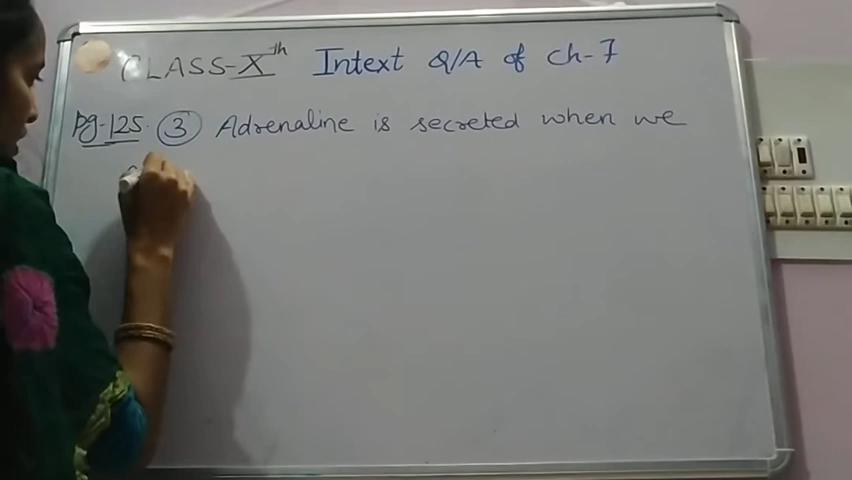 CLASS-Xth Intext Q/A of Ch-7
Pg-125. 3 Adrenaline is secreted when we